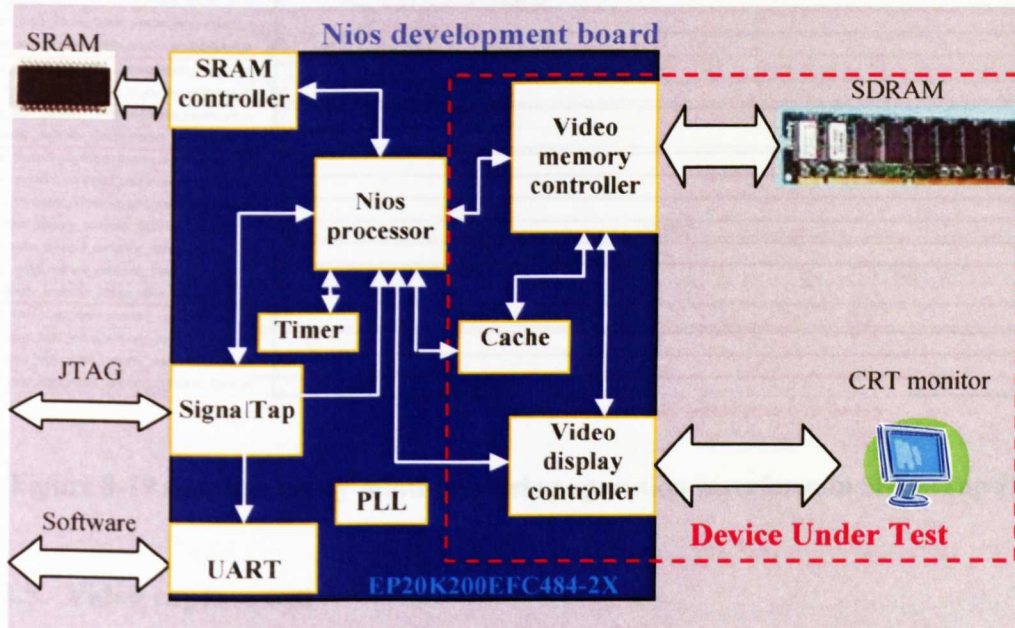 Nios development board
SRAM
SRAM
controller
SDRAM
Video
memory
controller
Nios
processor
Timer
Cache
JTAG
SignalTap
CRT monitor
Video
display
controller
PLL
Software
Device Under Test
UART
EP20K200EFC484-2X